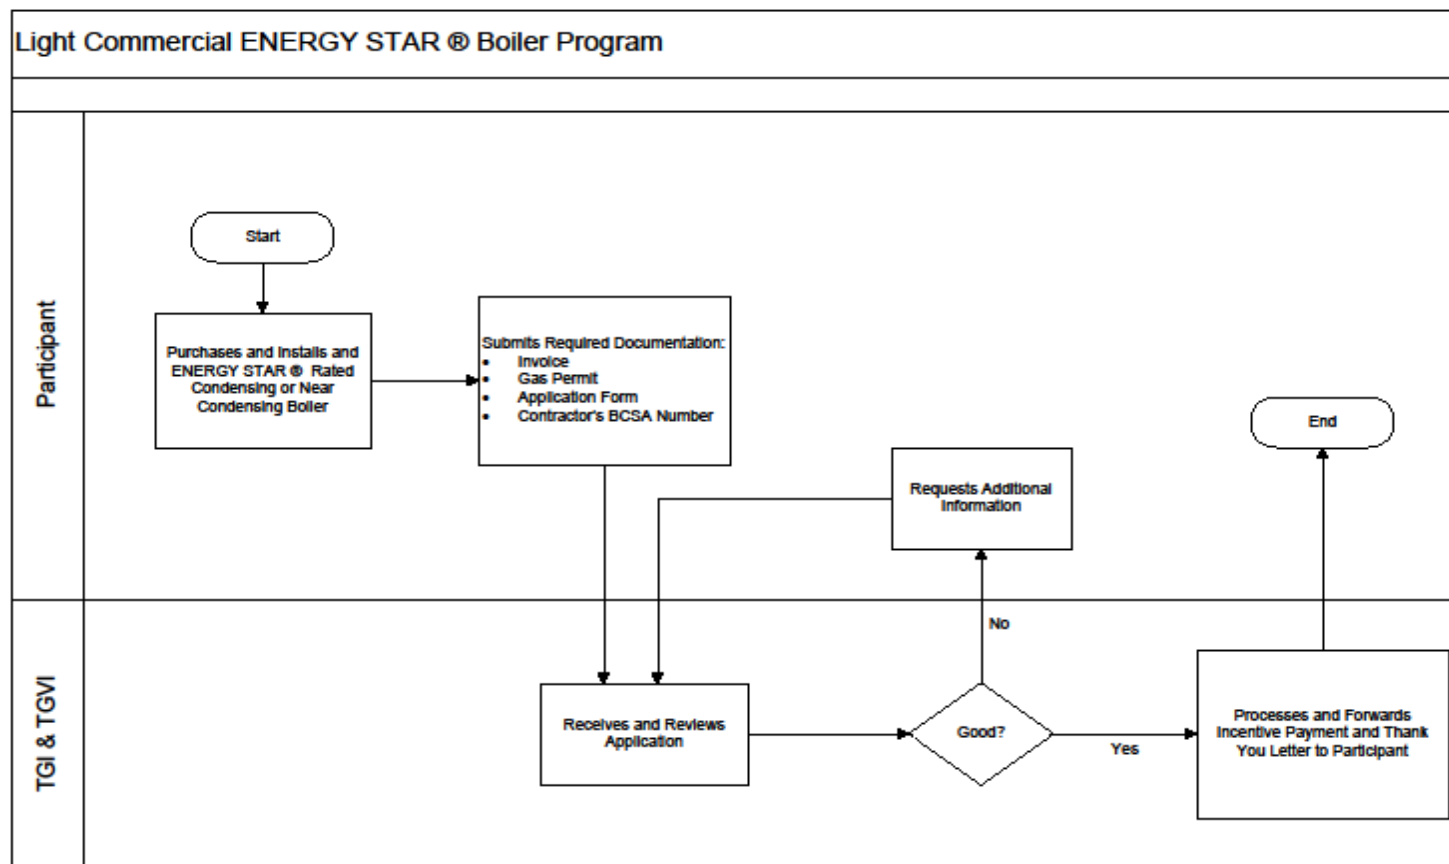 Light Commercial ENERGY STAR ® Boiler Program
Participant
Start
Purchases and Installs and
ENERGY STAR ® Rated
Condensing or Near
Condensing Boiler
Submits Required Documentation:
• Invoice
• Gas Permit
• Application Form
• Contractor's BCSA Number
Requests Additional
Information
End
TGI & TGVI
Receives and Reviews
Application
Good?
No
Yes
Processes and Forwards
Incentive Payment and Thank
You Letter to Participant